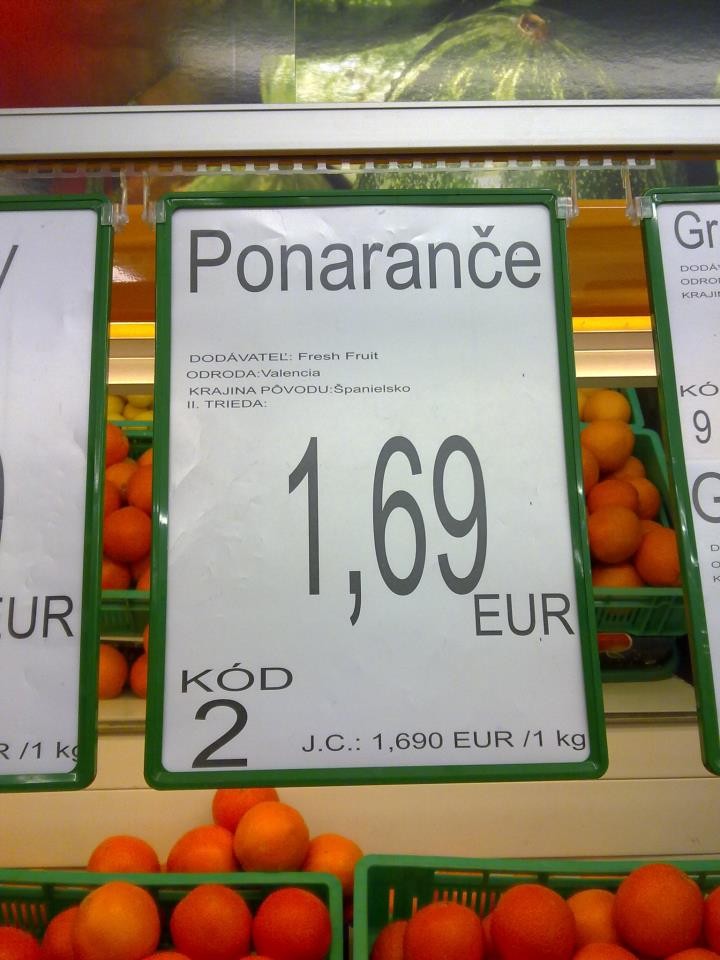 Ponaranče
DODÁVATEĽ: Fresh Fruit
ODRODA:Valencia
KRAJINA PÔVODU:Španielsko
II. TRIEDA:
1,69
EUR
KÓD
2
J.C.: 1,690 EUR /1 kg
EUR
/1 kg
Gr
KÓ
9
G